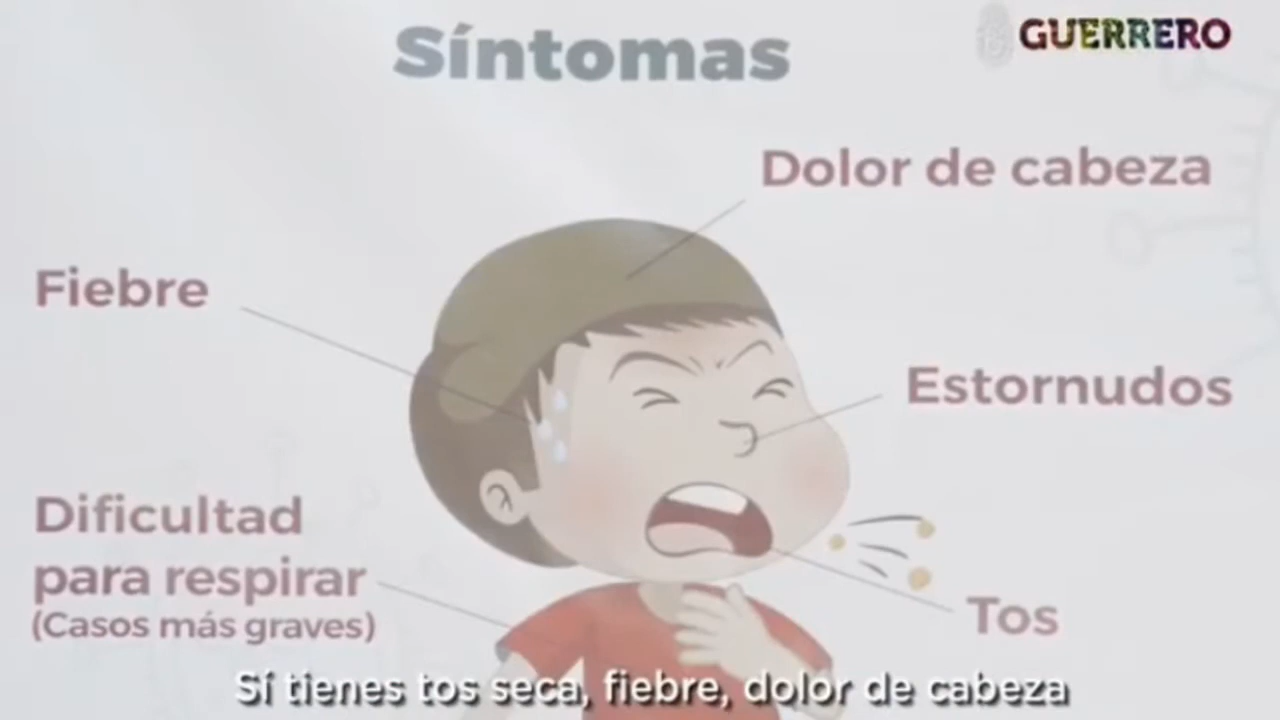 Síntomas
GUERRERO
Dolor de cabeza
Fiebre
Estornudos
Dificultad
para respirar
(Casos más graves)
Tos
Sí tienes tos seca, fiebre, dolor de cabeza